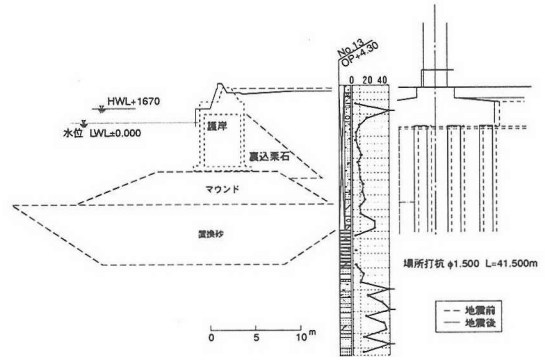 No.13
OP+4.30
0 20 40
HWL+1670
水位 LWL±0.000
護岸
裏込栗石
マウンド
置換砂
場所打杭 φ1.500 L=41.500m
地震前
地震後
0 5 10 m